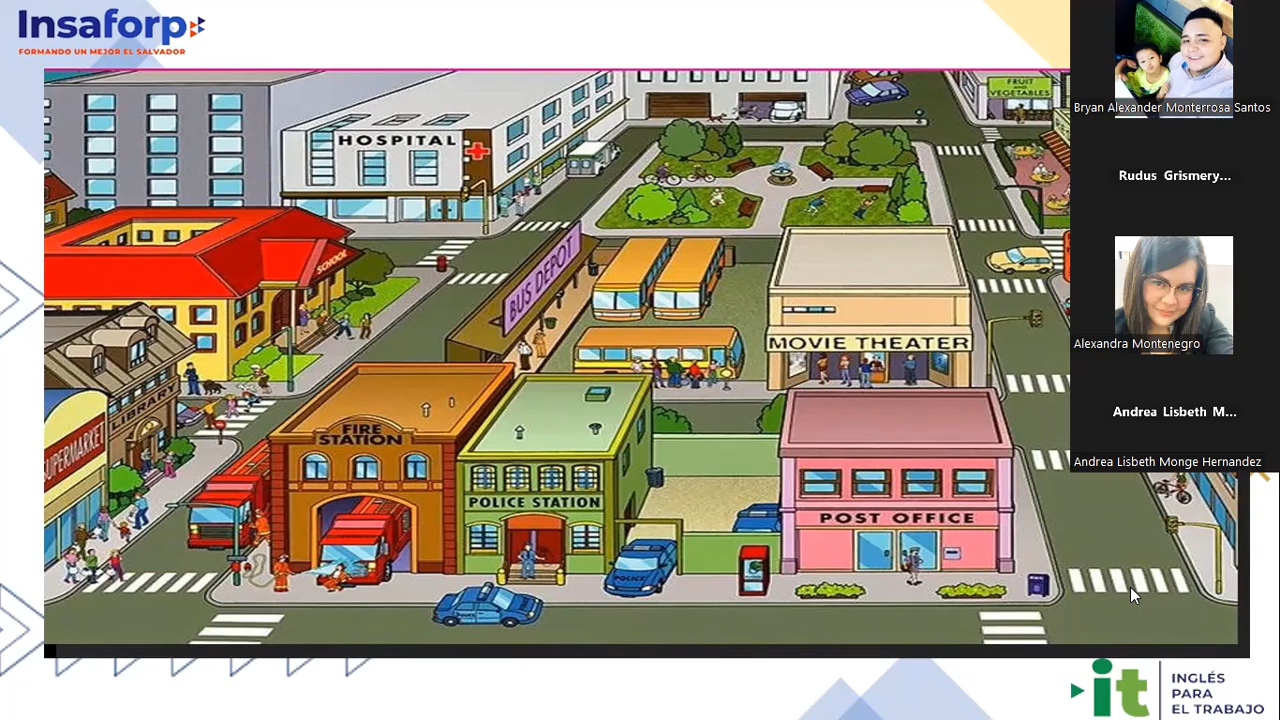 Insaforp
FORMANDO UN MEJOR EL SALVADOR
HOSPITAL
FRUIT
AND
VEGETABLES
SCHOOL
BUS DEPOT
MOVIE THEATER
LIBRARY
SUPERMARKET
FIRE
STATION
POLICE STATION
POLICE
POST OFFICE
Bryan Alexander Monterrosa Santos
Rudus Grismery...
Alexandra Montenegro
Andrea Lisbeth M...
Andrea Lisbeth Monge Hernandez
it
INGLÉS
PARA
EL TRABAJO